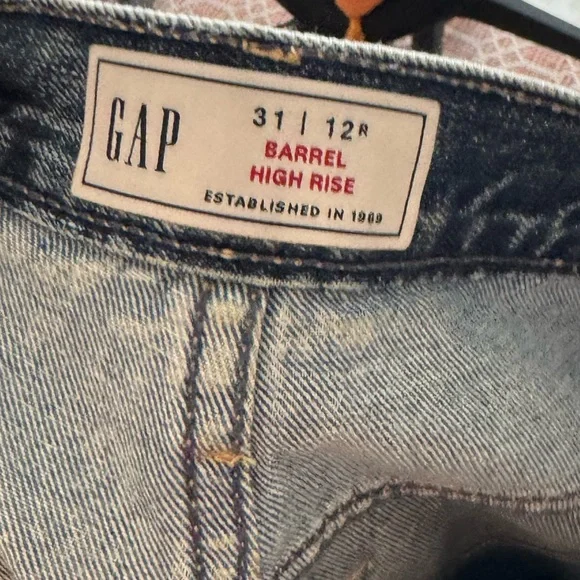 GAP
31 | 12R
BARREL
HIGH RISE
ESTABLISHED IN 1969